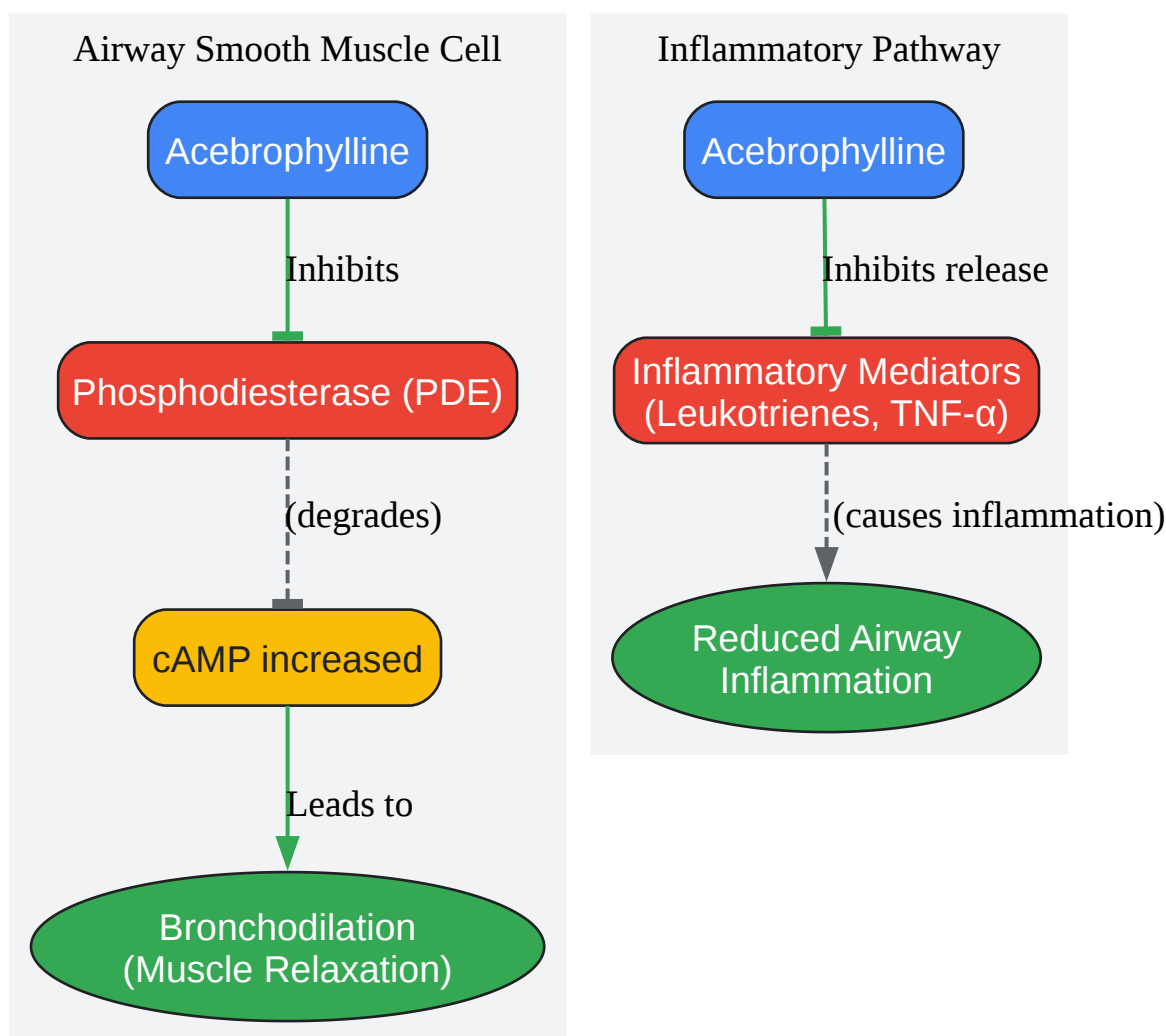 Airway Smooth Muscle Cell
Acebrophylline
Inhibits
Phosphodiesterase (PDE)
(degrades)
cAMP increased
Leads to
Bronchodilation
(Muscle Relaxation)
Inflammatory Pathway
Acebrophylline
Inhibits release
Inflammatory Mediators
(Leukotrienes, TNF-α)
(causes inflammation)
Reduced Airway
Inflammation